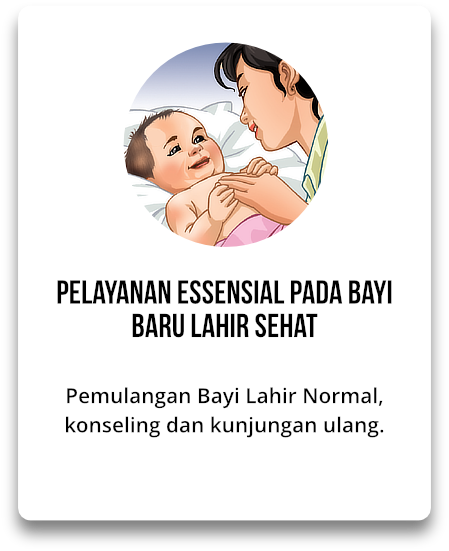 PELAYANAN ESSENSIAL PADA BAYI
BARU LAHIR SEHAT
Pemulangan Bayi Lahir Normal,
konseling dan kunjungan ulang.